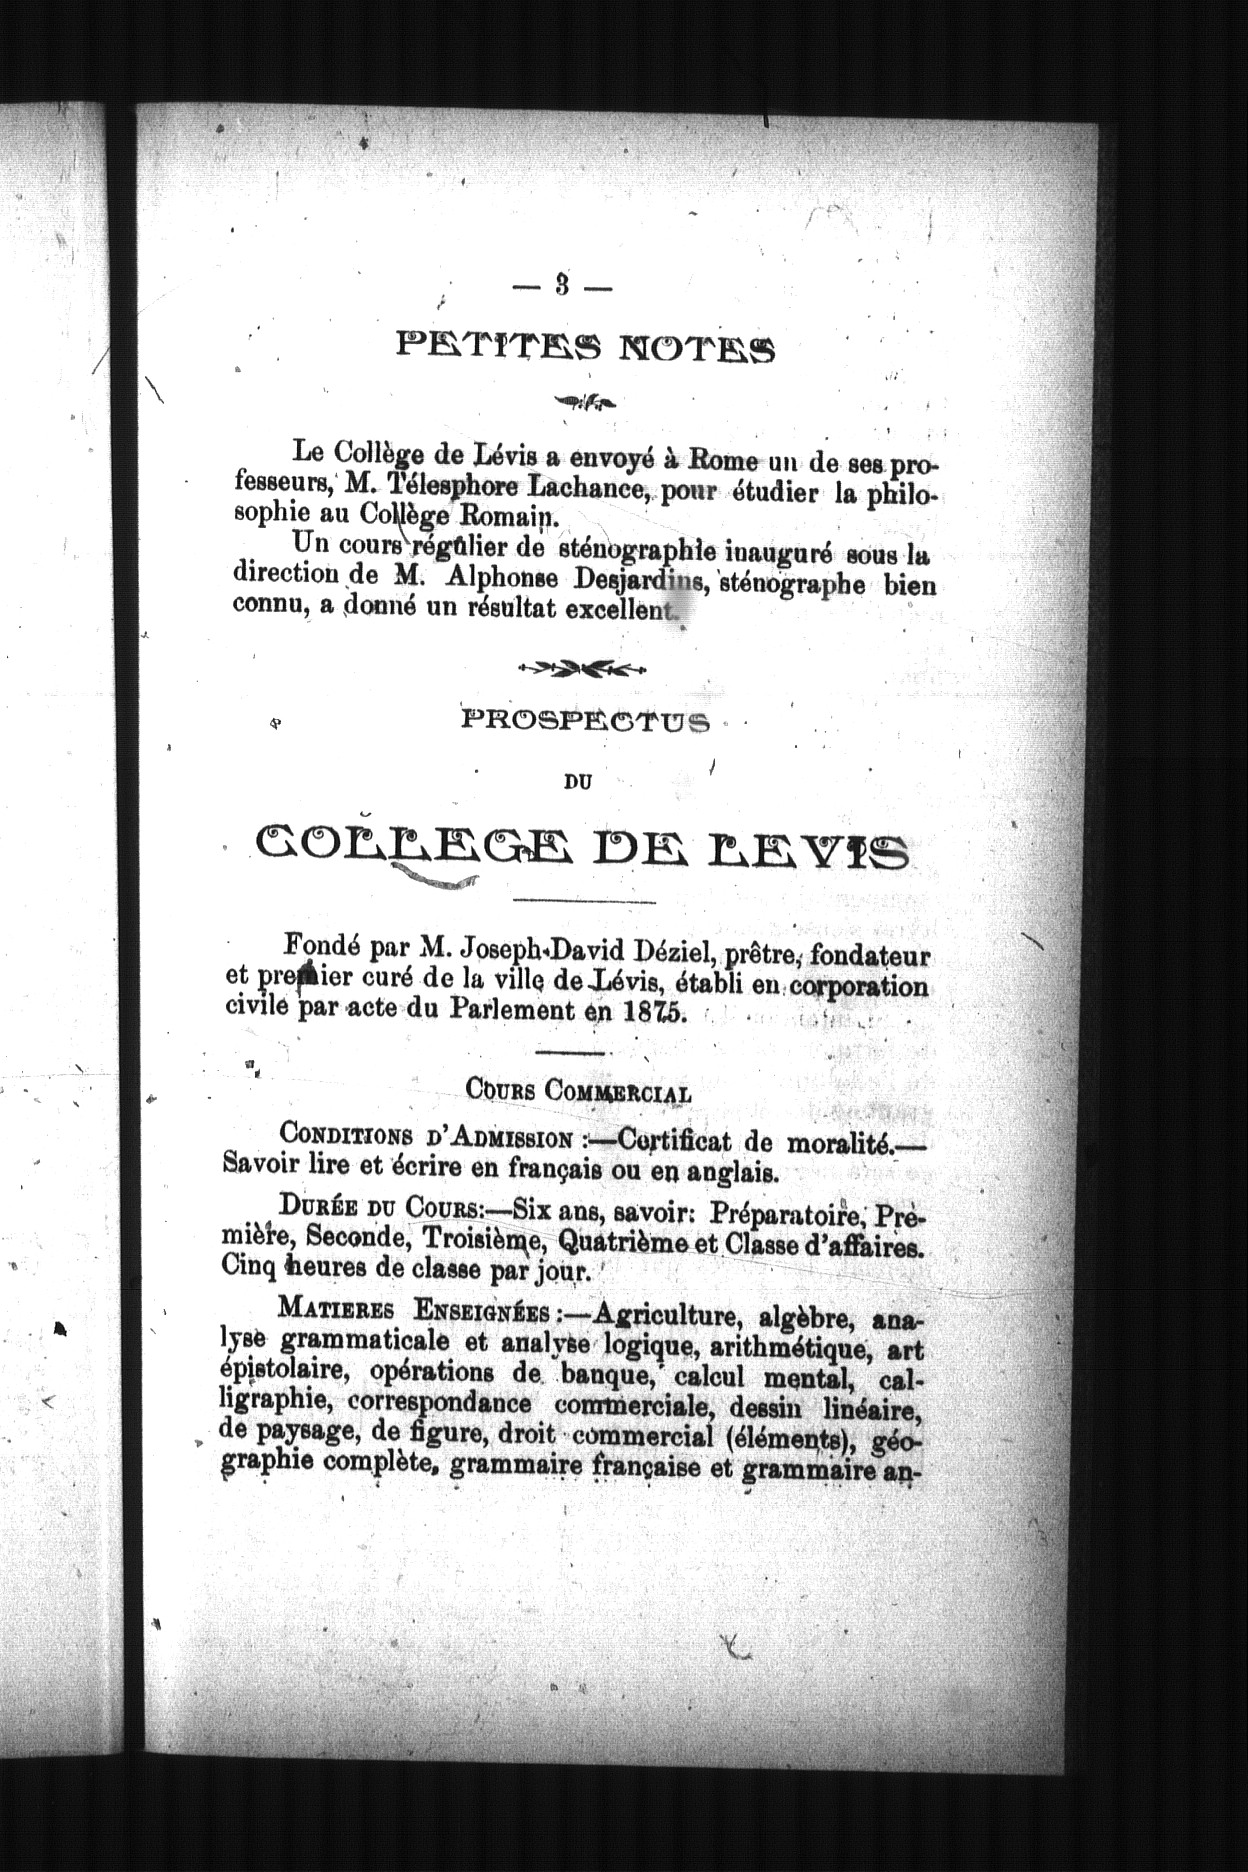 — 3 —
PETITES NOTES
Le Collège de Lévis a envoyé à Rome un de ses pro-
fesseurs, M. Télesphore Lachance, pour étudier la philo-
sophie au Collège Romain.
Un cours régulier de sténographie inauguré sous la
direction de M. Alphonse Desjardins, sténographe bien
connu, a donné un résultat excellent.
PROSPECTUS
DU
COLLEGE DE LEVIS
Fondé par M. Joseph-David Déziel, prêtre, fondateur
et premier curé de la ville de Lévis, établi en corporation
civile par acte du Parlement en 1875.
COURS COMMERCIAL
CONDITIONS D'ADMISSION :—Certificat de moralité.—
Savoir lire et écrire en français ou en anglais.
DURÉE DU COURS:—Six ans, savoir: Préparatoire, Pre-
mière, Seconde, Troisième, Quatrième et Classe d'affaires.
Cinq heures de classe par jour.
MATIERES ENSEIGNÉES :—Agriculture, algèbre, ana-
lyse grammaticale et analyse logique, arithmétique, art
épistolaire, opérations de banque, calcul mental, cal-
ligraphie, correspondance commerciale, dessin linéaire,
de paysage, de figure, droit commercial (éléments), géo-
graphie complète, grammaire française et grammaire an-